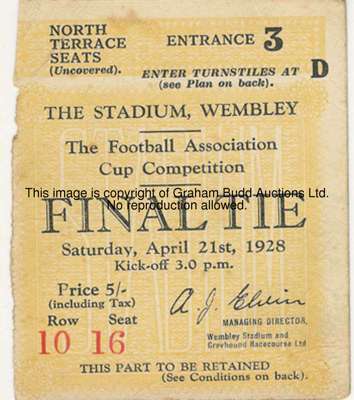 NORTH
TERRACE
SEATS
(Uncovered).
ENTRANCE 3
ENTER TURNSTILES AT D
(see Plan on back).
THE STADIUM, WEMBLEY
The Football Association
Cup Competition
This image is copyright of Graham Budd Auctions Ltd.
No reproduction allowed.
FINAL TIE
Saturday, April 21st, 1928
Kick-off 3.0 p.m.
Price 5/-
(including Tax)
Row Seat
10 16
A. J. Elvin
MANAGING DIRECTOR,
Wembley Stadium and
Greyhound Racecourse Ltd
THIS PART TO BE RETAINED
(See Conditions on back).